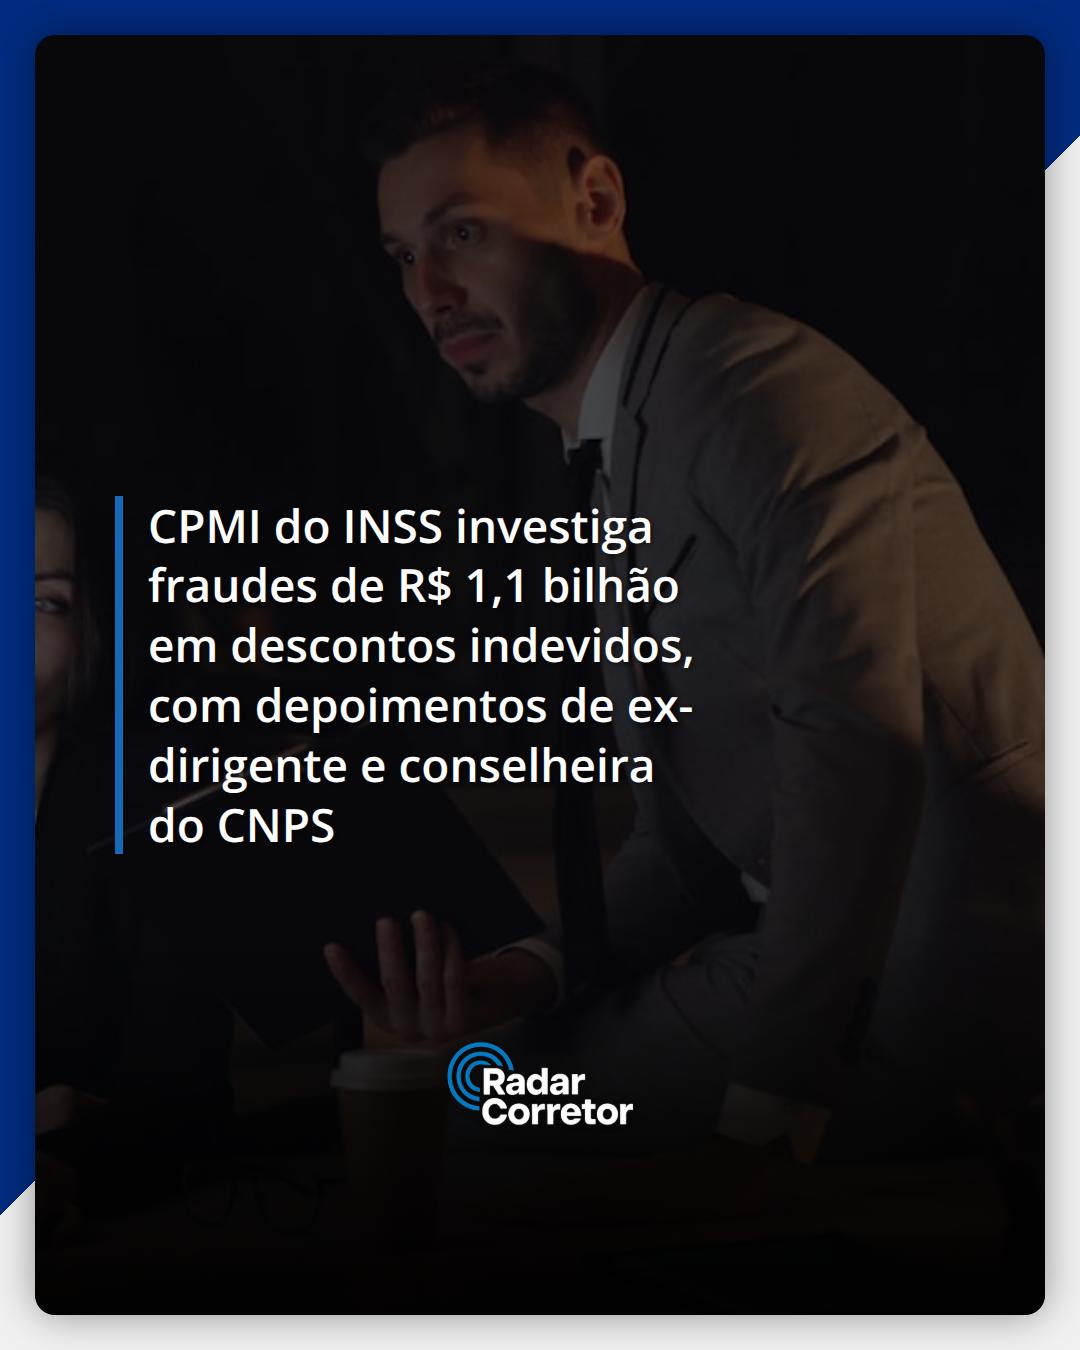 CPMI do INSS investiga
fraudes de R$ 1,1 bilhão
em descontos indevidos,
com depoimentos de ex-
dirigente e conselheira
do CNPS
Radar
Corretor